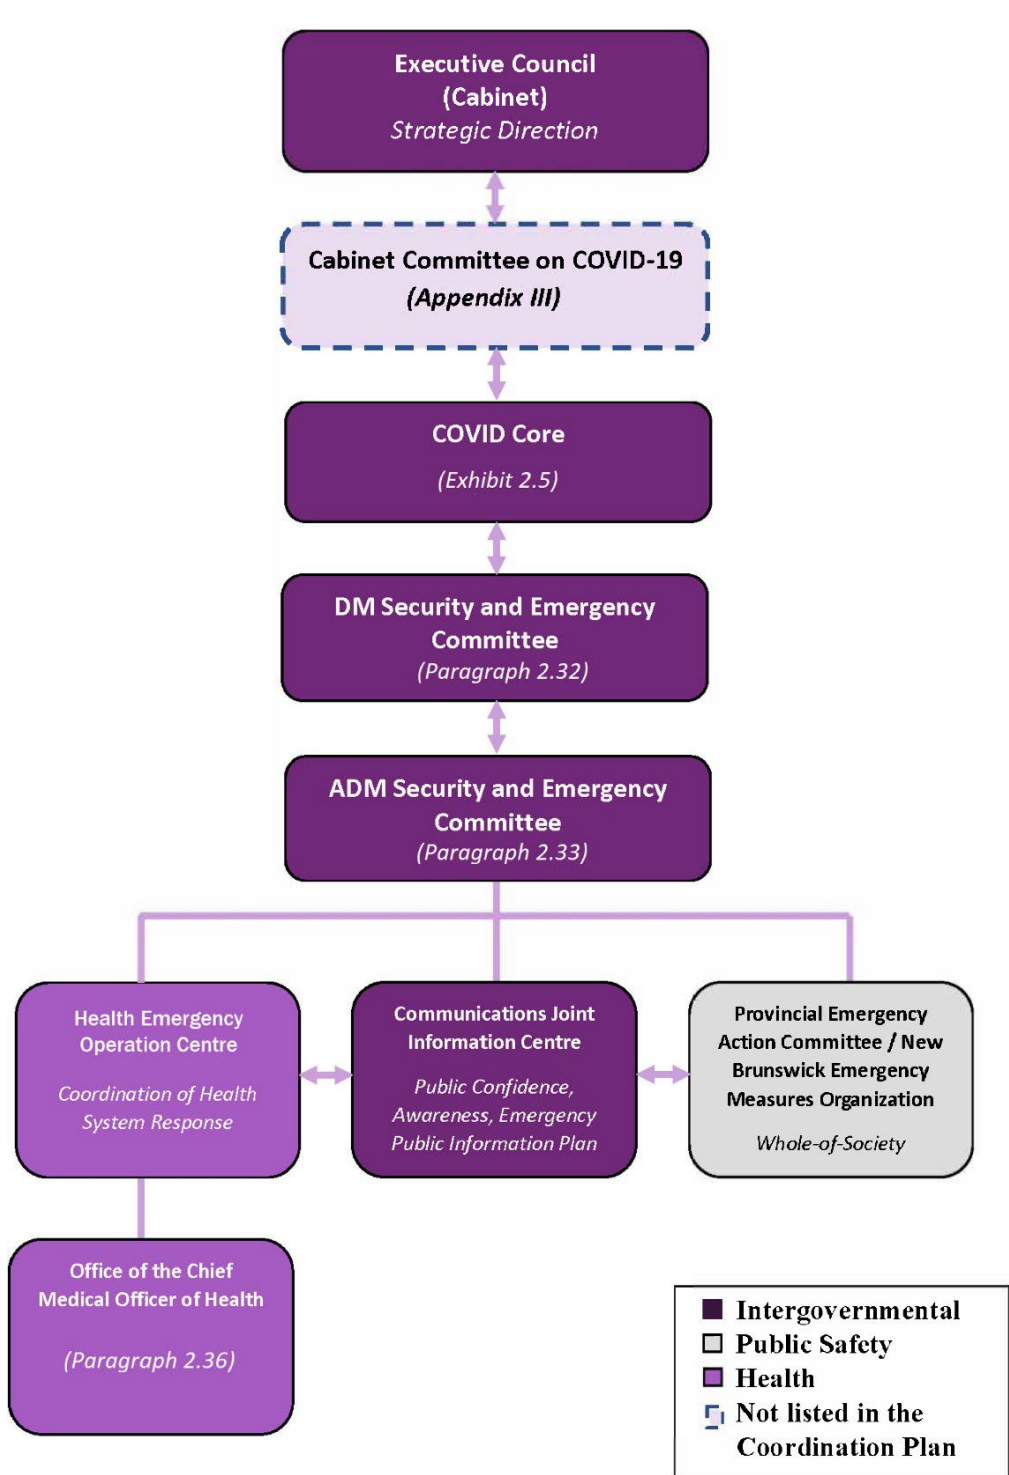 Executive Council
(Cabinet)
Strategic Direction
Cabinet Committee on COVID-19
(Appendix III)
COVID Core
(Exhibit 2.5)
DM Security and Emergency
Committee
(Paragraph 2.32)
ADM Security and Emergency
Committee
(Paragraph 2.33)
Health Emergency
Operation Centre
Coordination of Health
System Response
Communications Joint
Information Centre
Public Confidence,
Awareness, Emergency
Public Information Plan
Provincial Emergency
Action Committee / New
Brunswick Emergency
Measures Organization
Whole-of-Society
Office of the Chief
Medical Officer of Health
(Paragraph 2.36)
Intergovernmental
Public Safety
Health
Not listed in the
Coordination Plan